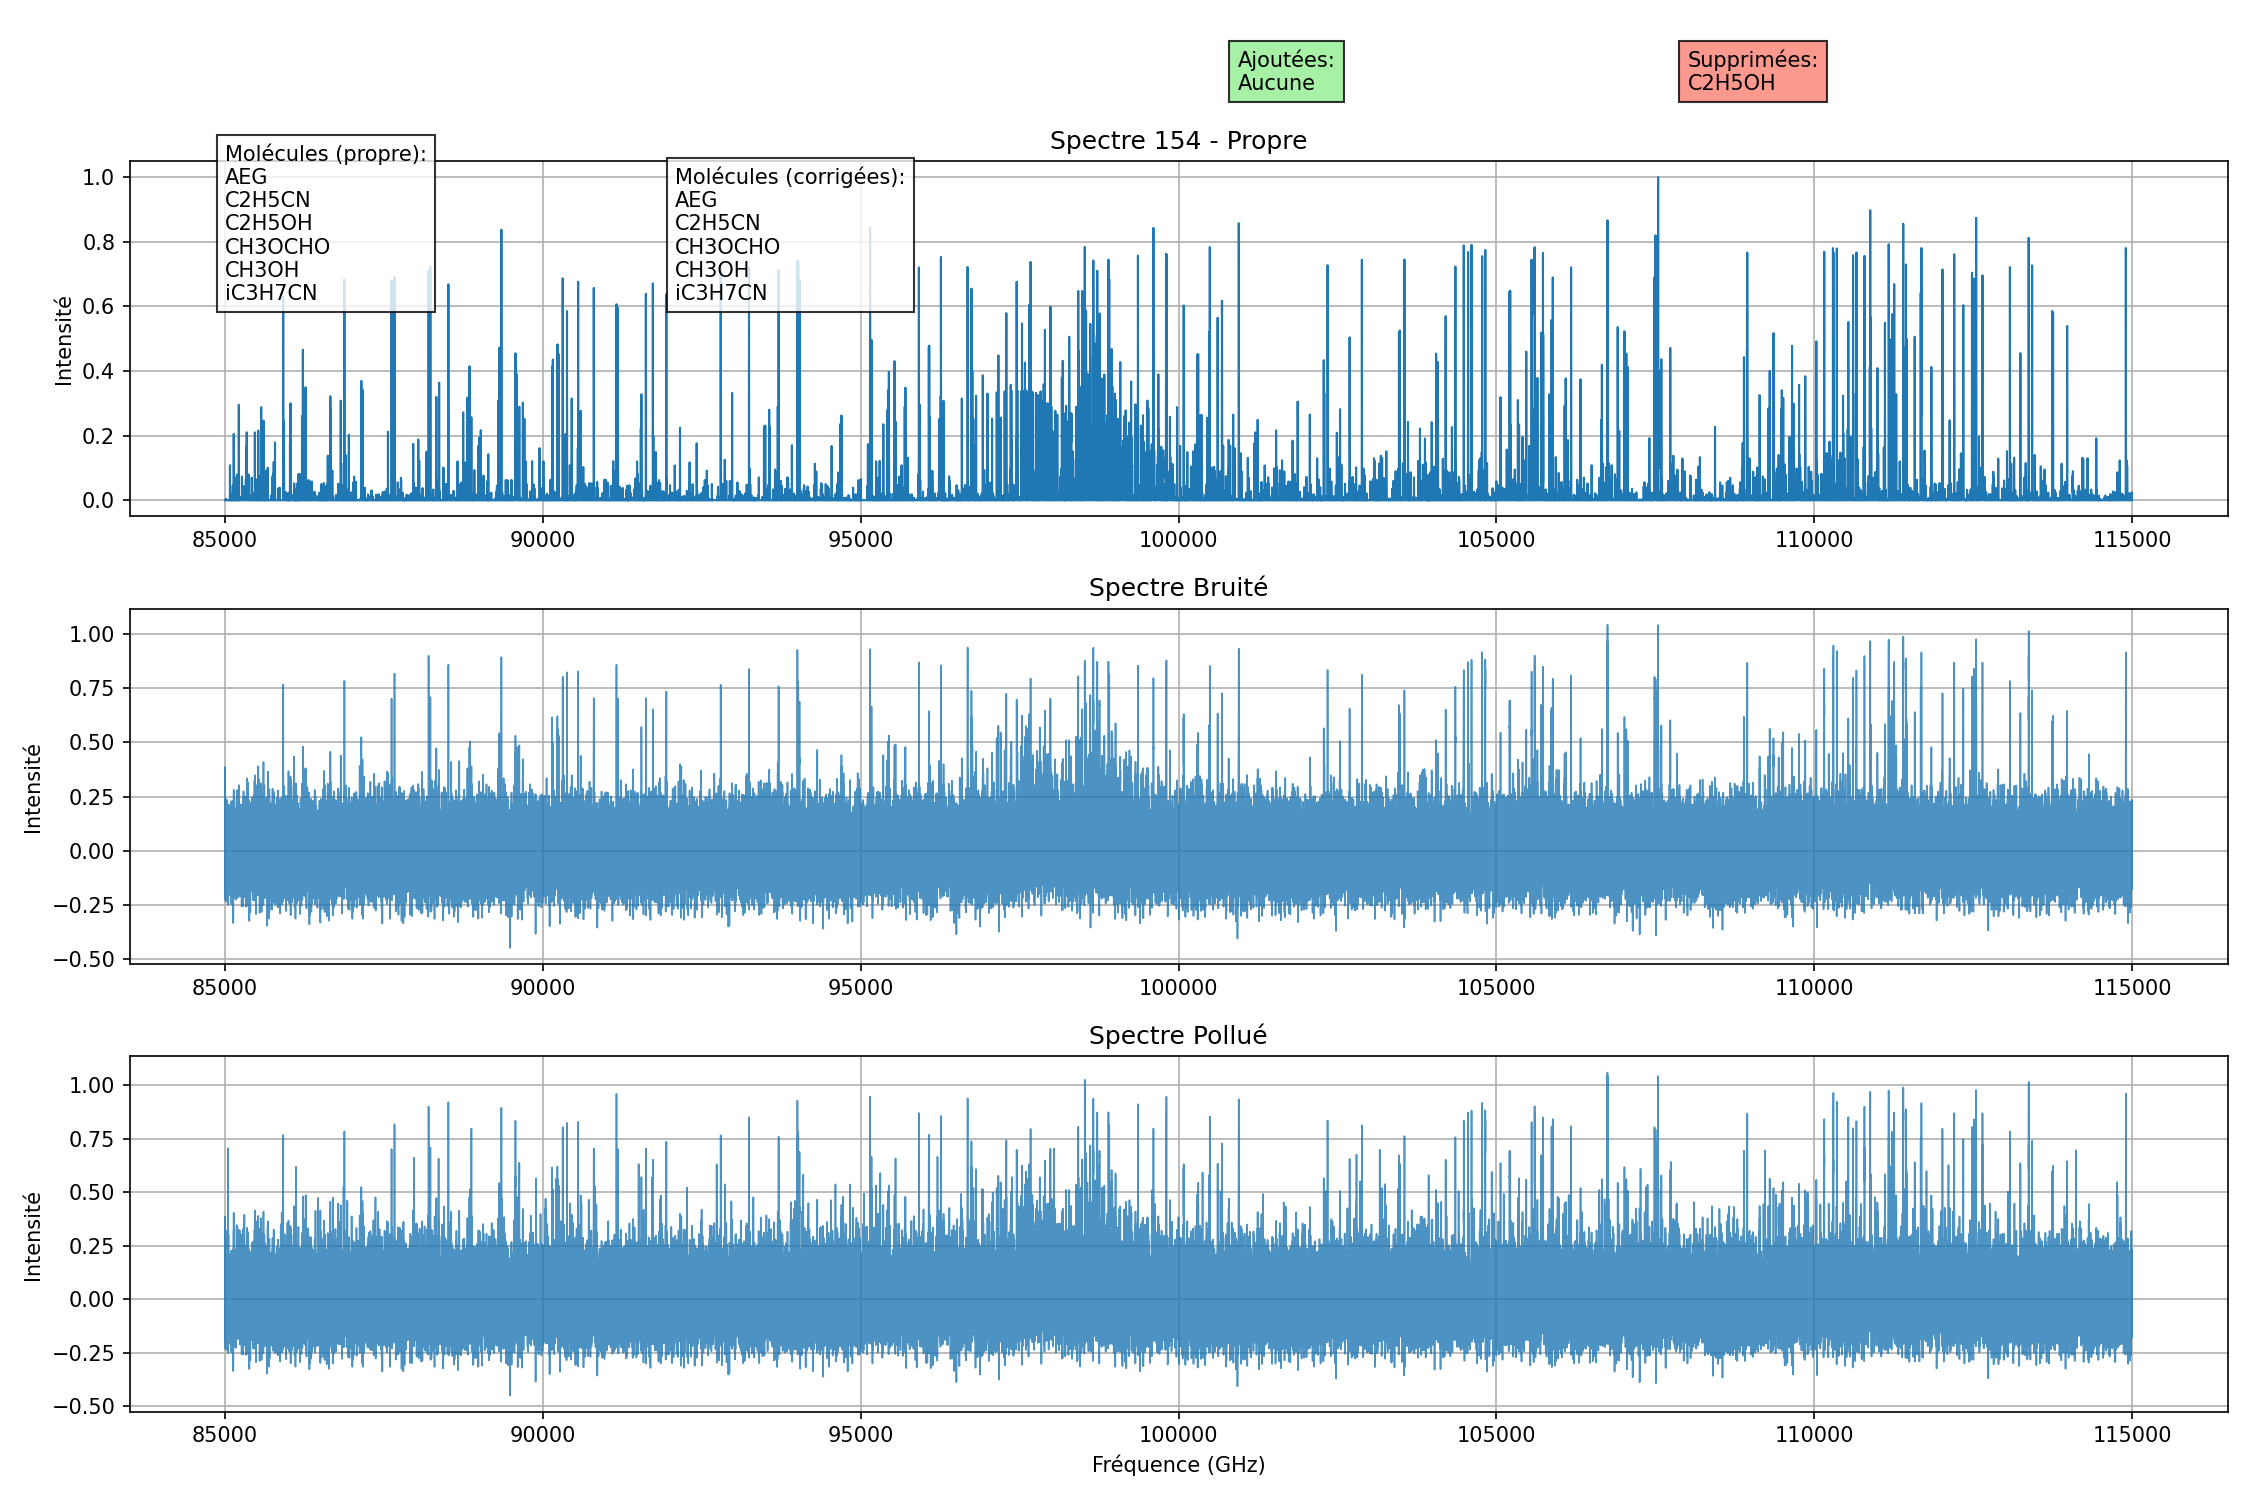 Ajoutées:
Aucune
Supprimées:
C2H5OH
Spectre 154 - Propre
Molécules (propre):
AEG
C2H5CN
C2H5OH
CH3OCHO
CH3OH
iC3H7CN
Molécules (corrigées):
AEG
C2H5CN
CH3OCHO
CH3OH
iC3H7CN
Intensité
1.0
0.8
0.6
0.4
0.2
0.0
85000 90000 95000 100000 105000 110000 115000
Spectre Bruité
Intensité
1.00
0.75
0.50
0.25
0.00
−0.25
−0.50
85000 90000 95000 100000 105000 110000 115000
Spectre Pollué
Intensité
1.00
0.75
0.50
0.25
0.00
−0.25
−0.50
85000 90000 95000 100000 105000 110000 115000
Fréquence (GHz)